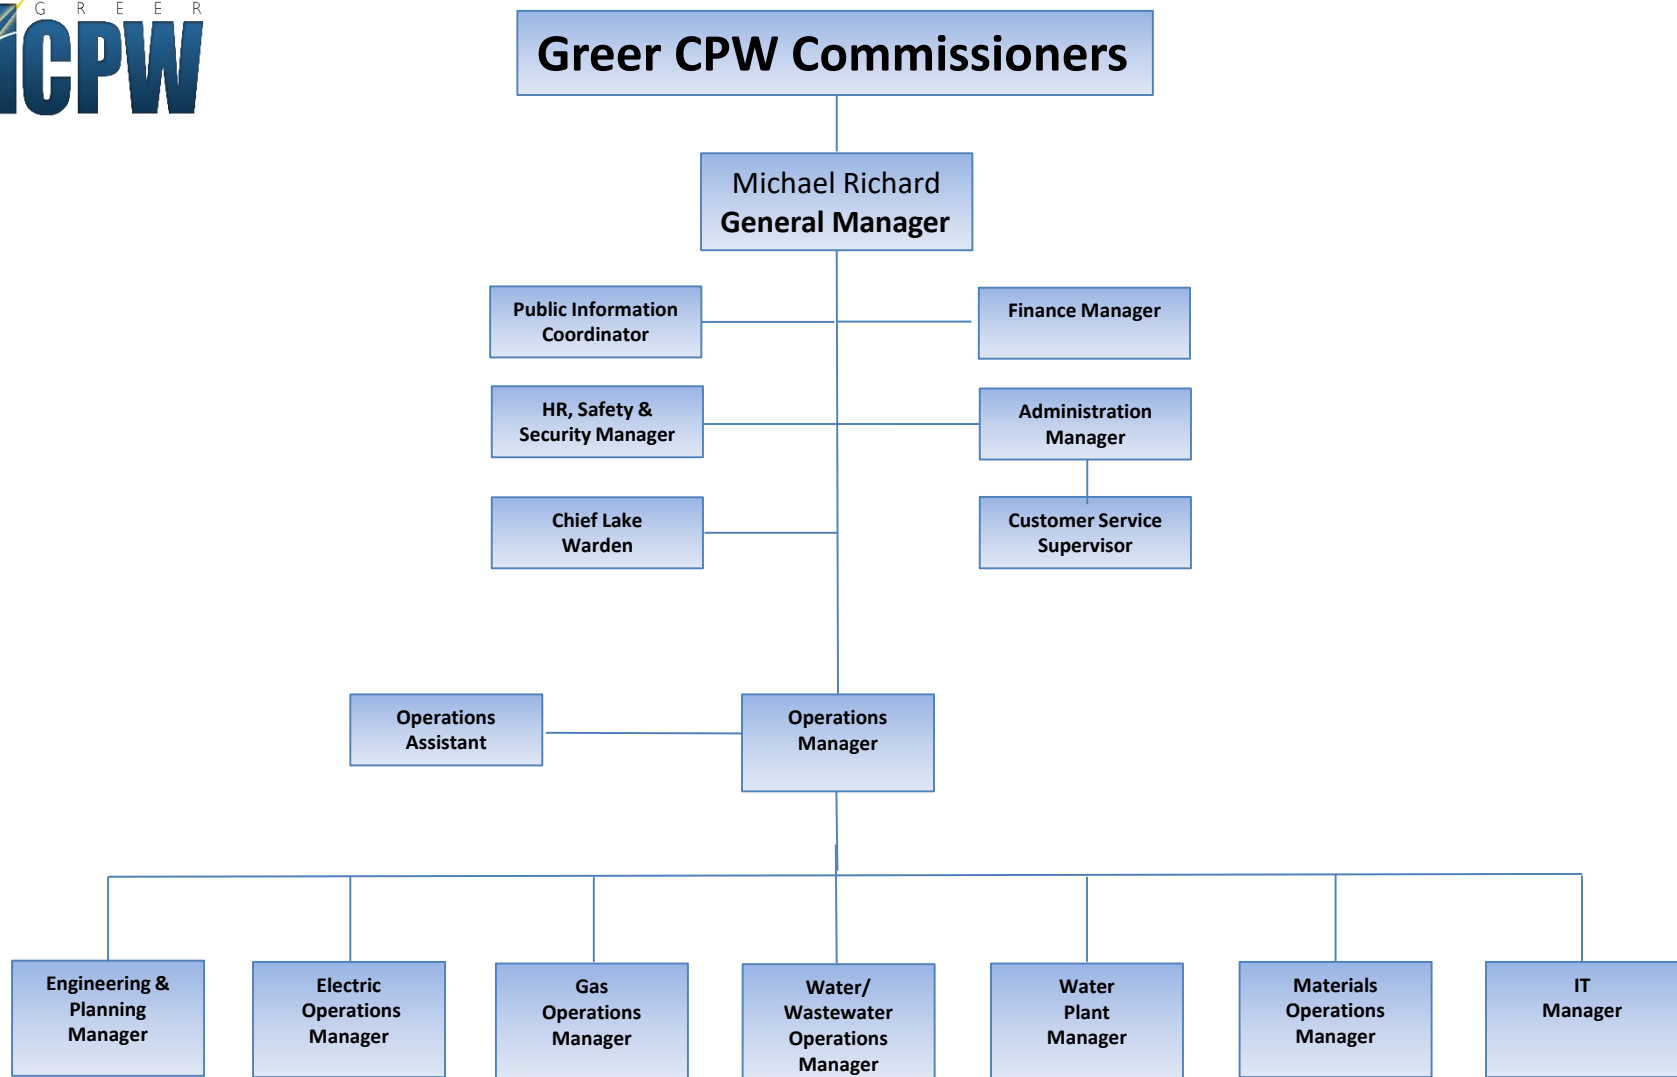 GREER
CPW
Greer CPW Commissioners
Michael Richard
General Manager
Public Information
Coordinator
Finance Manager
HR, Safety &
Security Manager
Administration
Manager
Chief Lake
Warden
Customer Service
Supervisor
Operations
Assistant
Operations
Manager
Engineering &
Planning
Manager
Electric
Operations
Manager
Gas
Operations
Manager
Water/
Wastewater
Operations
Manager
Water
Plant
Manager
Materials
Operations
Manager
IT
Manager